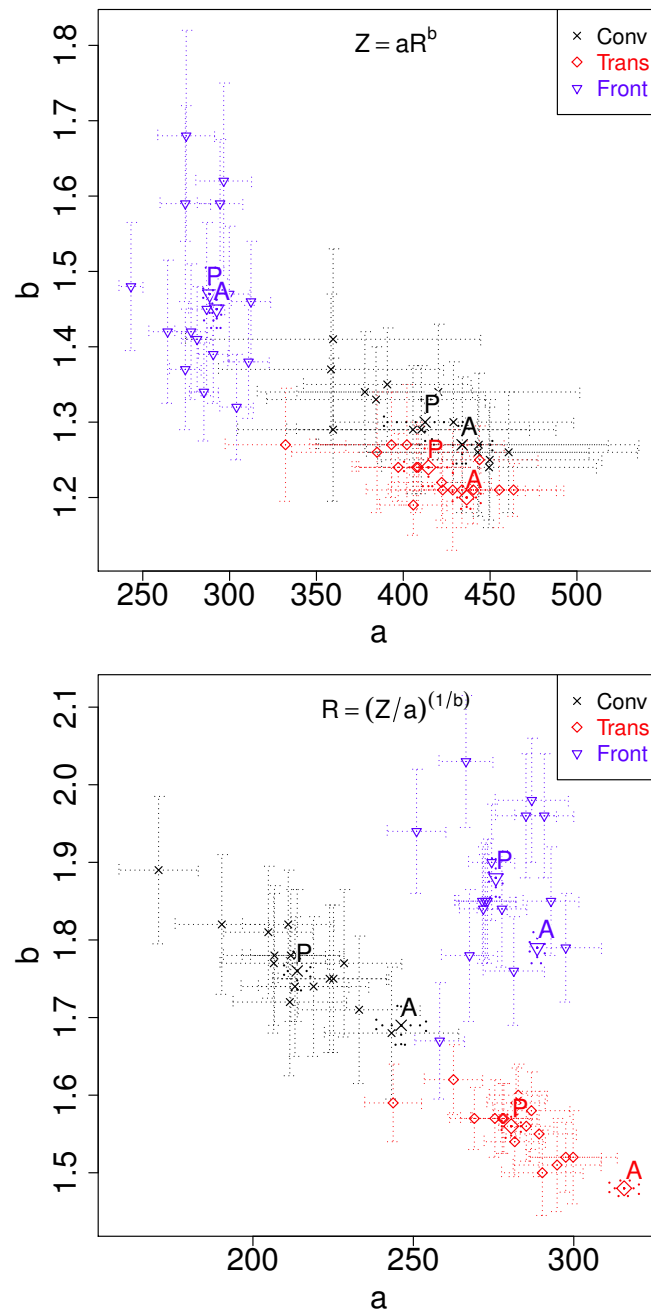 Z = aR^b
Conv
Trans
Front
1.8
1.7
1.6
1.5
1.4
1.3
1.2
b
P
A
P
A
P
A
250
300
350
400
450
500
a
R = (Z/a)^(1/b)
Conv
Trans
Front
2.1
2.0
1.9
1.8
1.7
1.6
1.5
b
P
A
P
A
P
A
200
250
300
a